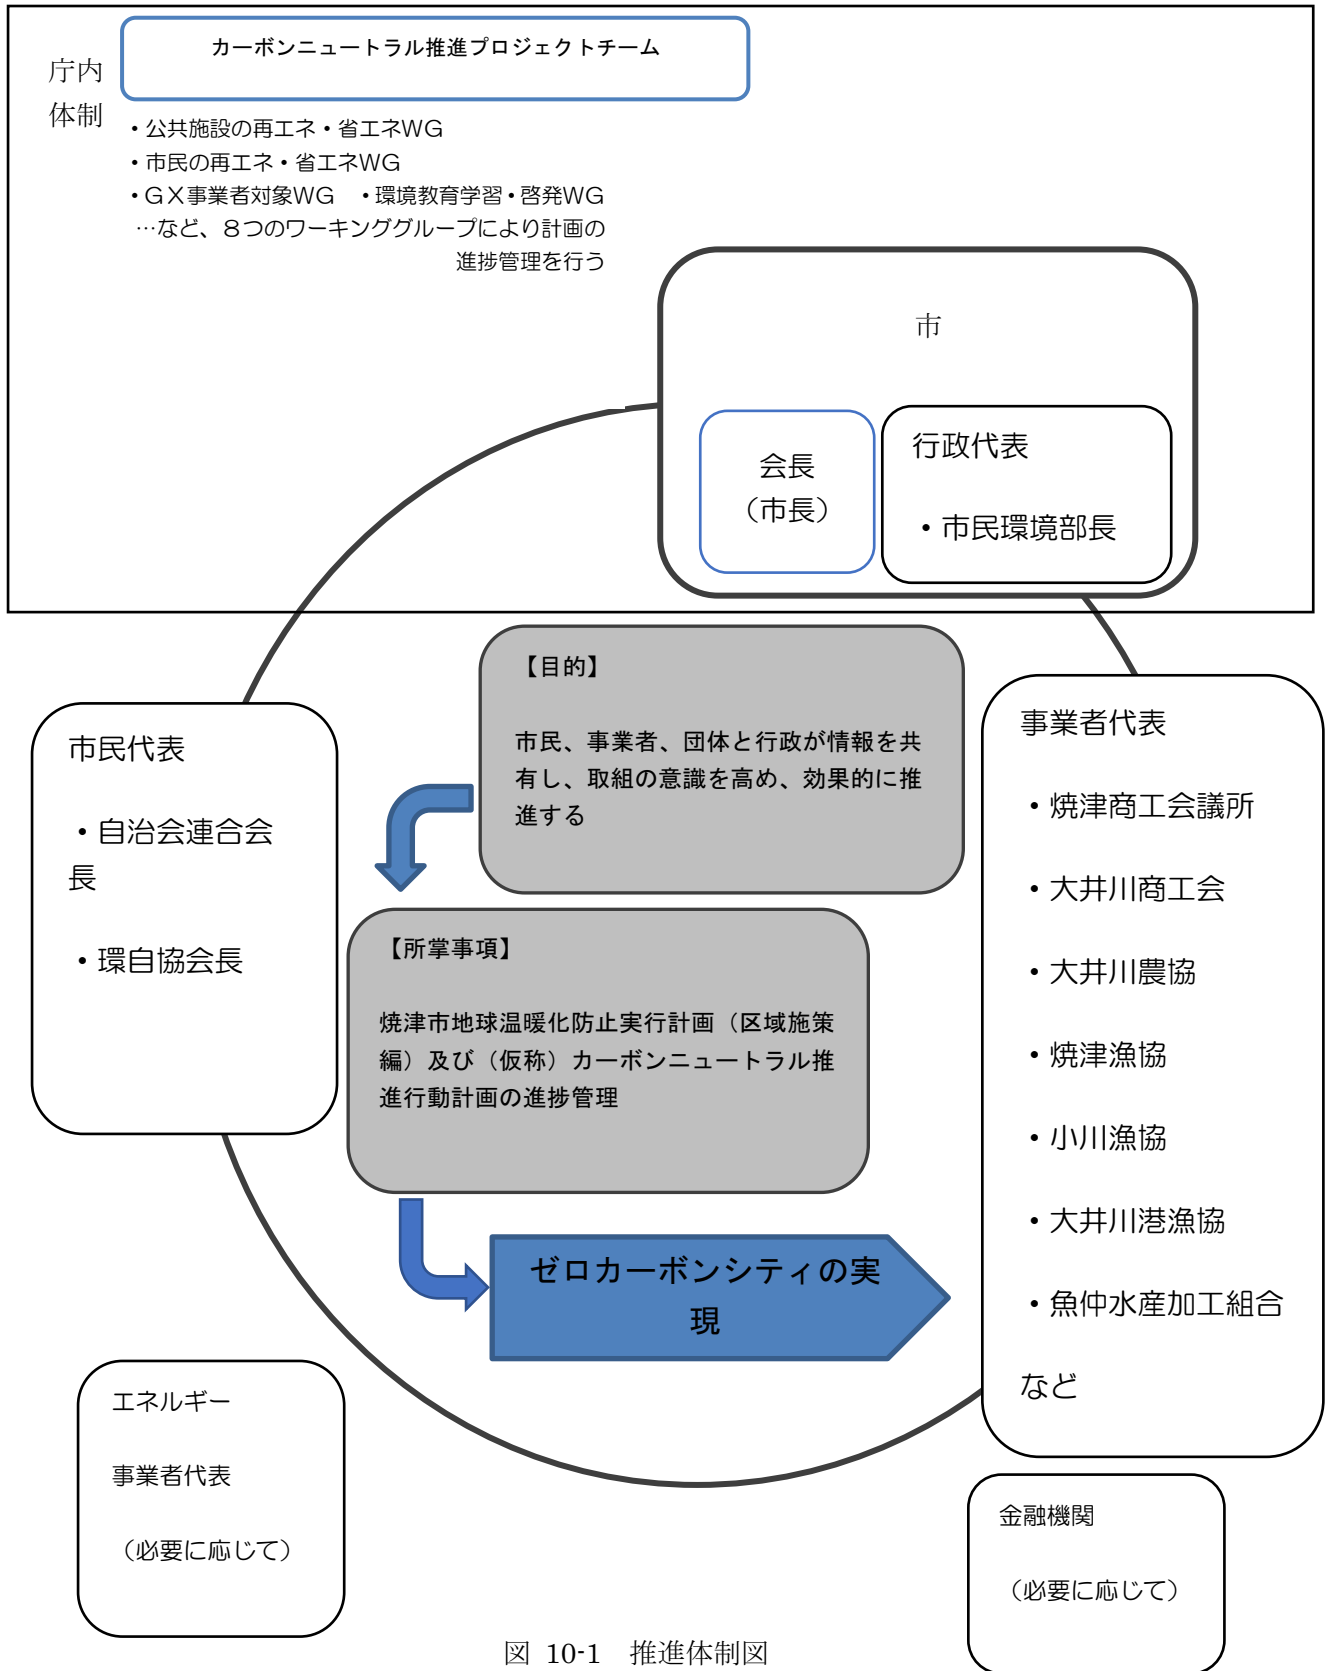 庁内
体制
カーボンニュートラル推進プロジェクトチーム
・公共施設の再エネ・省エネWG
・市民の再エネ・省エネWG
・GX事業者対象WG　・環境教育学習・啓発WG
…など、8つのワーキンググループにより計画の
進捗管理を行う
市
会長
（市長）
行政代表
・市民環境部長
【目的】
市民、事業者、団体と行政が情報を共
有し、取組の意識を高め、効果的に推
進する
市民代表
・自治会連合会
長
・環自協会長
【所掌事項】
焼津市地球温暖化防止実行計画（区域施策
編）及び（仮称）カーボンニュートラル推
進行動計画の進捗管理
事業者代表
・焼津商工会議所
・大井川商工会
・大井川農協
・焼津漁協
・小川漁協
・大井川港漁協
・魚仲水産加工組合
など
ゼロカーボンシティの実
現
エネルギー
事業者代表
（必要に応じて）
金融機関
（必要に応じて）
図 10-1　推進体制図